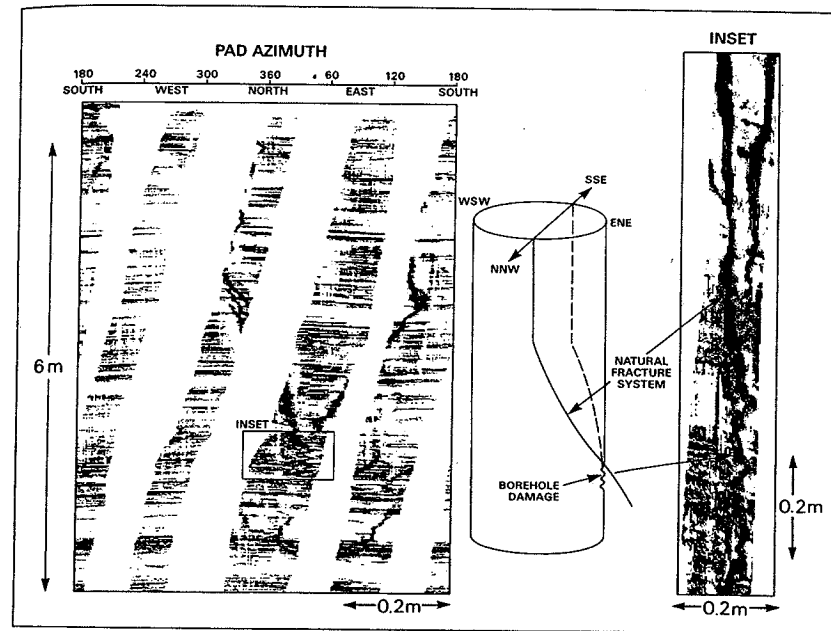 PAD AZIMUTH
180 240 300 360 60 120 180
SOUTH WEST NORTH EAST SOUTH
6m
INSET
0.2m
SSE
WSW
ENE
NNW
NATURAL
FRACTURE
SYSTEM
BOREHOLE
DAMAGE
INSET
0.2m
0.2m